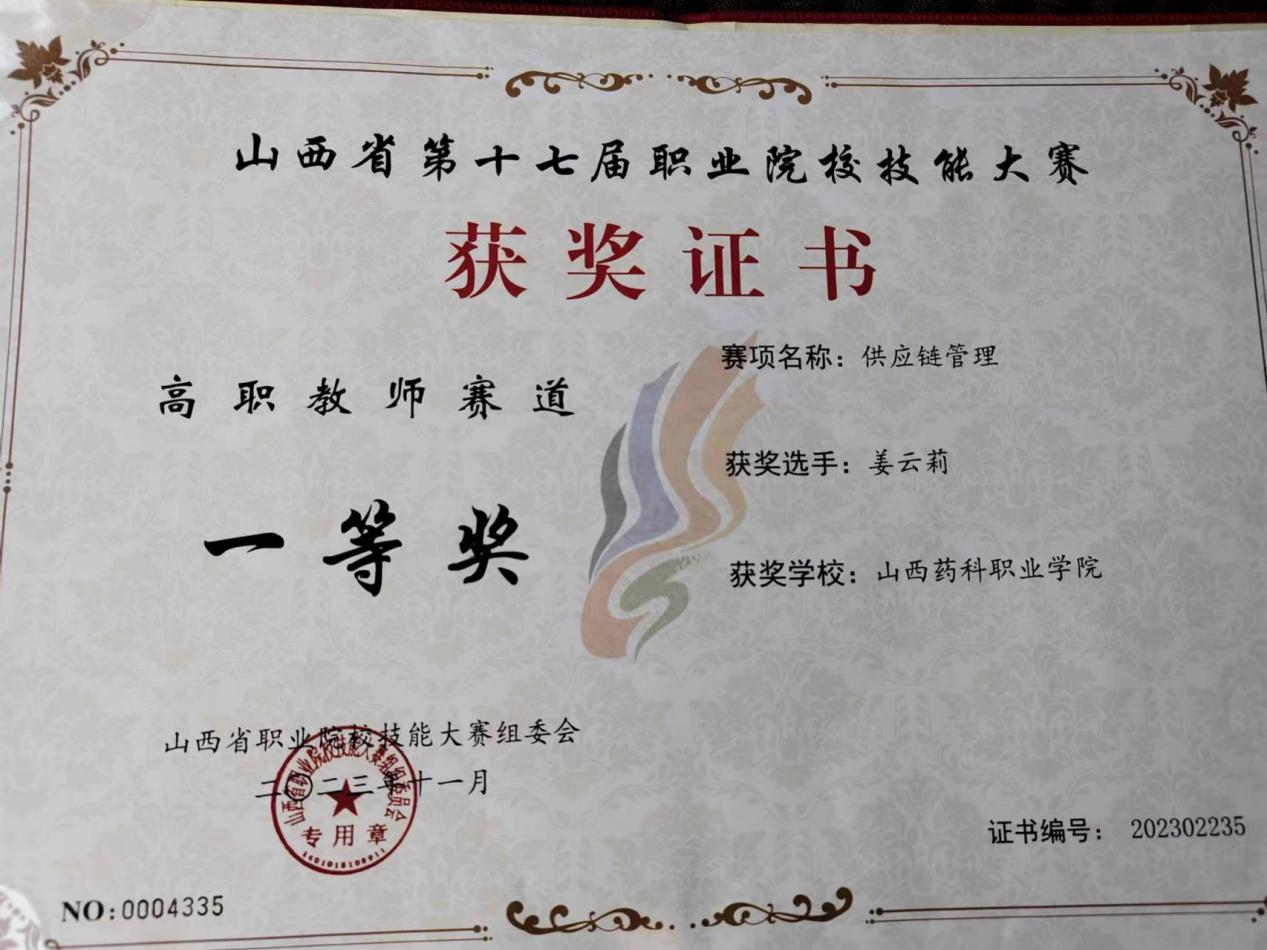 山西省第十七届职业院校技能大赛
获奖证书
高职教师赛道
一等奖
赛项名称：供应链管理
获奖选手：姜云莉
获奖学校：山西药科职业学院
山西省职业院校技能大赛组委会
二〇二三年十一月
专用章
证书编号：202302235
NO:0004335